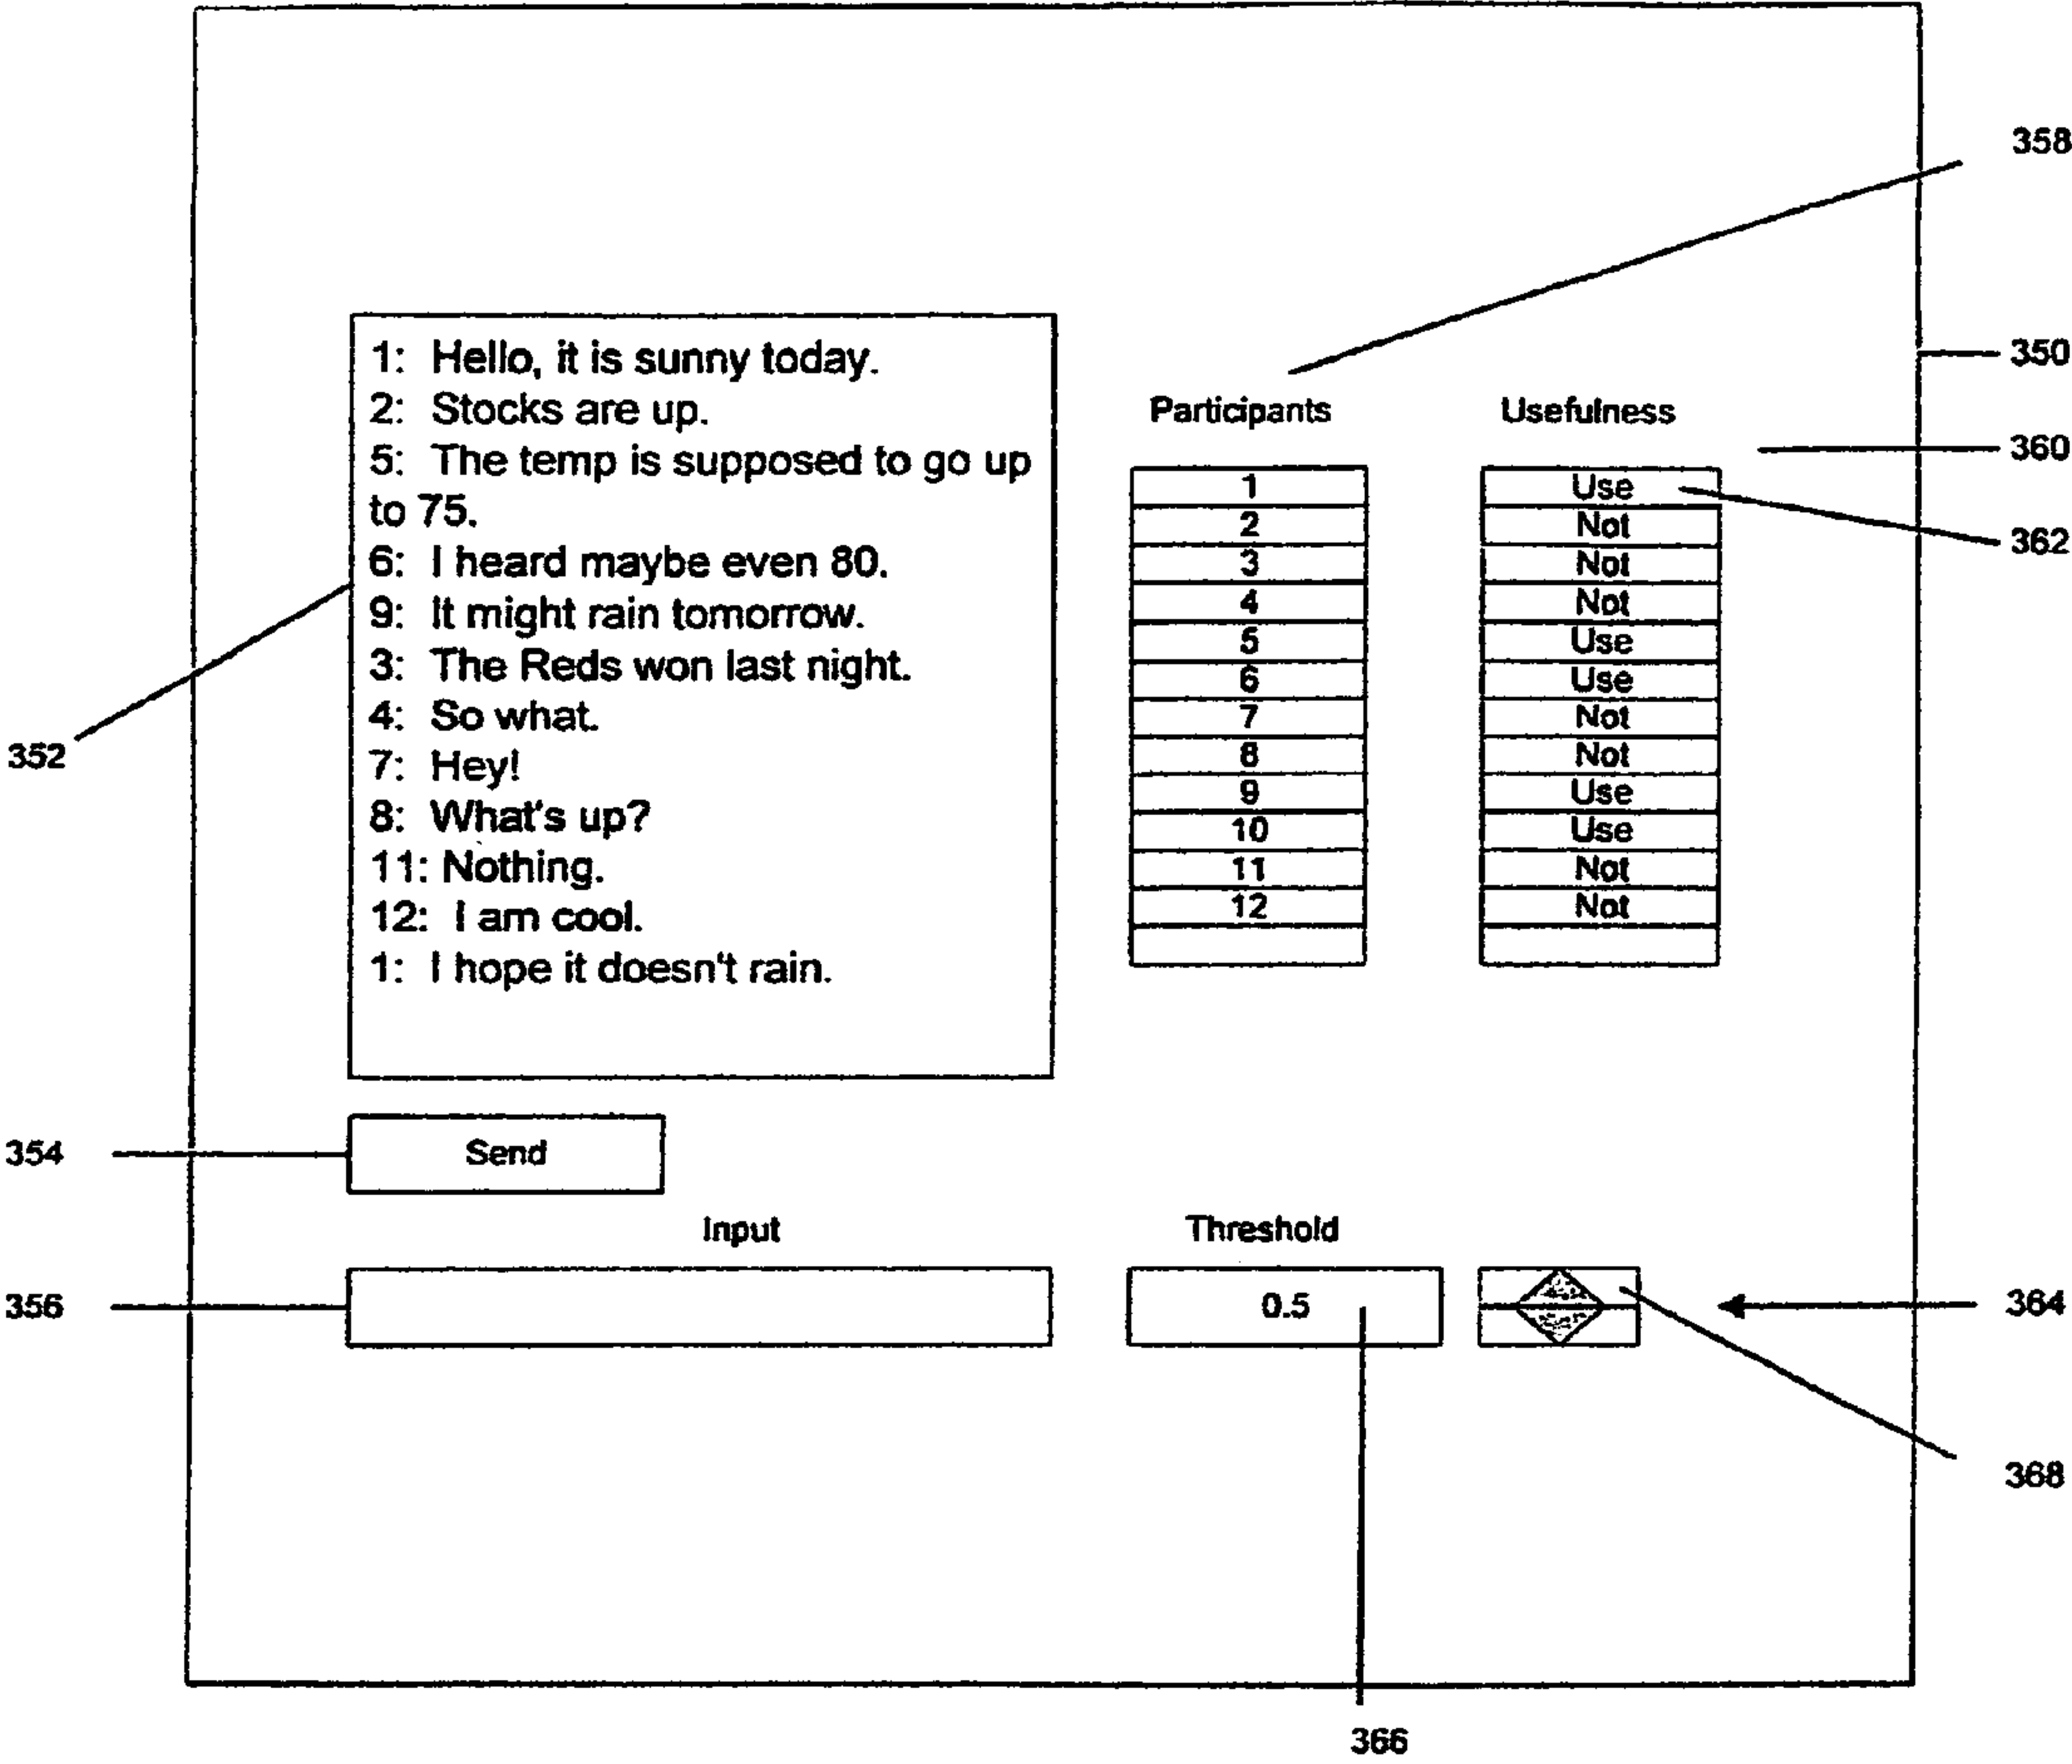 358
350
1: Hello, it is sunny today.
2: Stocks are up.
5: The temp is supposed to go up
to 75.
6: I heard maybe even 80.
9: It might rain tomorrow.
3: The Reds won last night.
4: So what.
7: Hey!
8: What's up?
11: Nothing.
12: I am cool.
1: I hope it doesn't rain.
352
Participants Usefulness
360
1 Use
362
2 Not
3 Not
4 Not
5 Use
6 Use
7 Not
8 Not
9 Use
10 Use
11 Not
12 Not
354 Send
Input Threshold
356 0.5 364
368
366